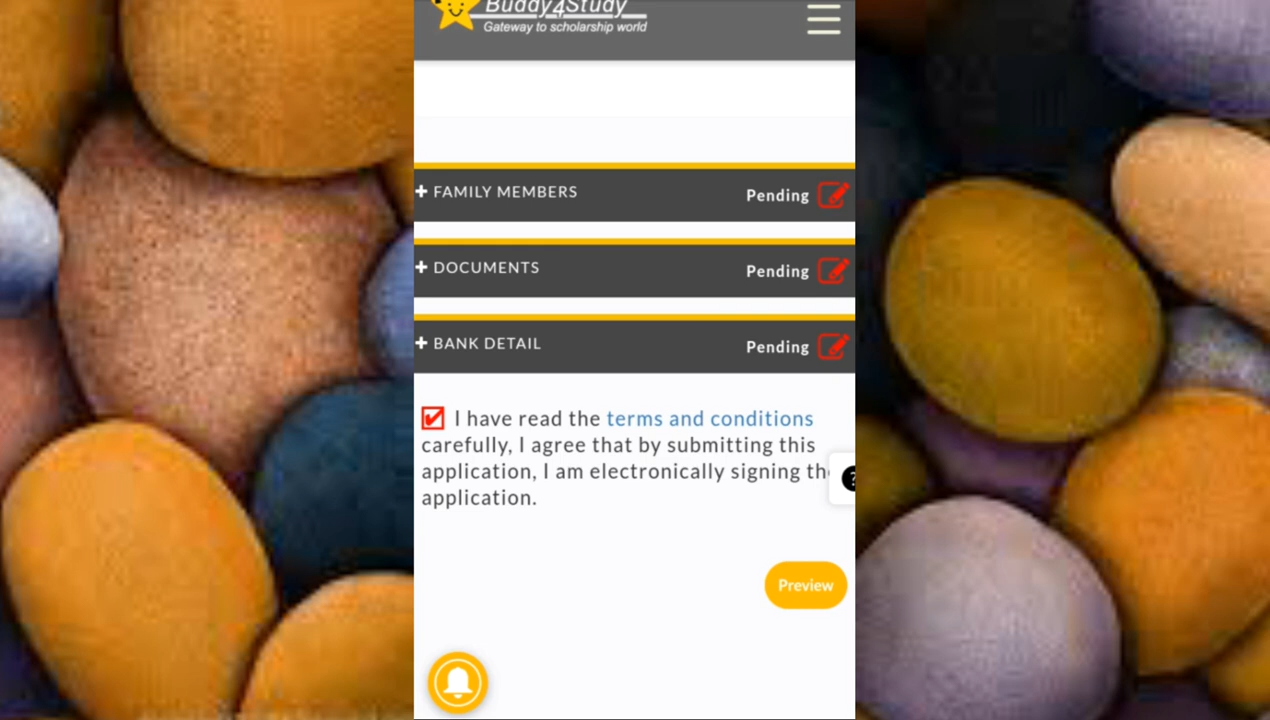 Buddy4Study
Gateway to scholarship world
+ FAMILY MEMBERS Pending
+ DOCUMENTS Pending
+ BANK DETAIL Pending
I have read the terms and conditions
carefully, I agree that by submitting this
application, I am electronically signing the
application.
?
Preview